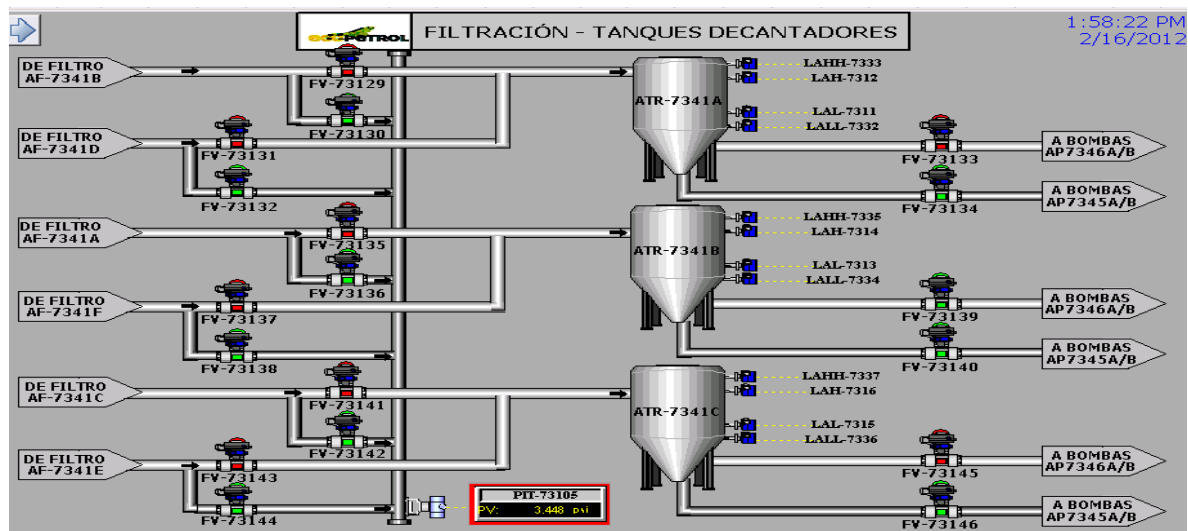 ecopetrol
FILTRACIÓN - TANQUES DECANTADORES
1:58:22 PM
2/16/2012
DE FILTRO
AF-7341B
FV-73129
FV-73130
DE FILTRO
AF-7341D
FV-73131
FV-73132
DE FILTRO
AF-7341A
FV-73135
FV-73136
DE FILTRO
AF-7341F
FV-73137
FV-73138
DE FILTRO
AF-7341C
FV-73141
FV-73142
DE FILTRO
AF-7341E
FV-73143
FV-73144
PIT-73105
PV: 3.448 psi
ATR-7341A
LAHH-7333
LAH-7312
LAL-7311
LALL-7332
FV-73133
A BOMBAS
AP7346A/B
FV-73134
A BOMBAS
AP7345A/B
ATR-7341B
LAHH-7335
LAH-7314
LAL-7313
LALL-7334
FV-73139
A BOMBAS
AP7346A/B
FV-73140
A BOMBAS
AP7345A/B
ATR-7341C
LAHH-7337
LAH-7316
LAL-7315
LALL-7336
FV-73145
A BOMBAS
AP7346A/B
FV-73146
A BOMBAS
AP7345A/B